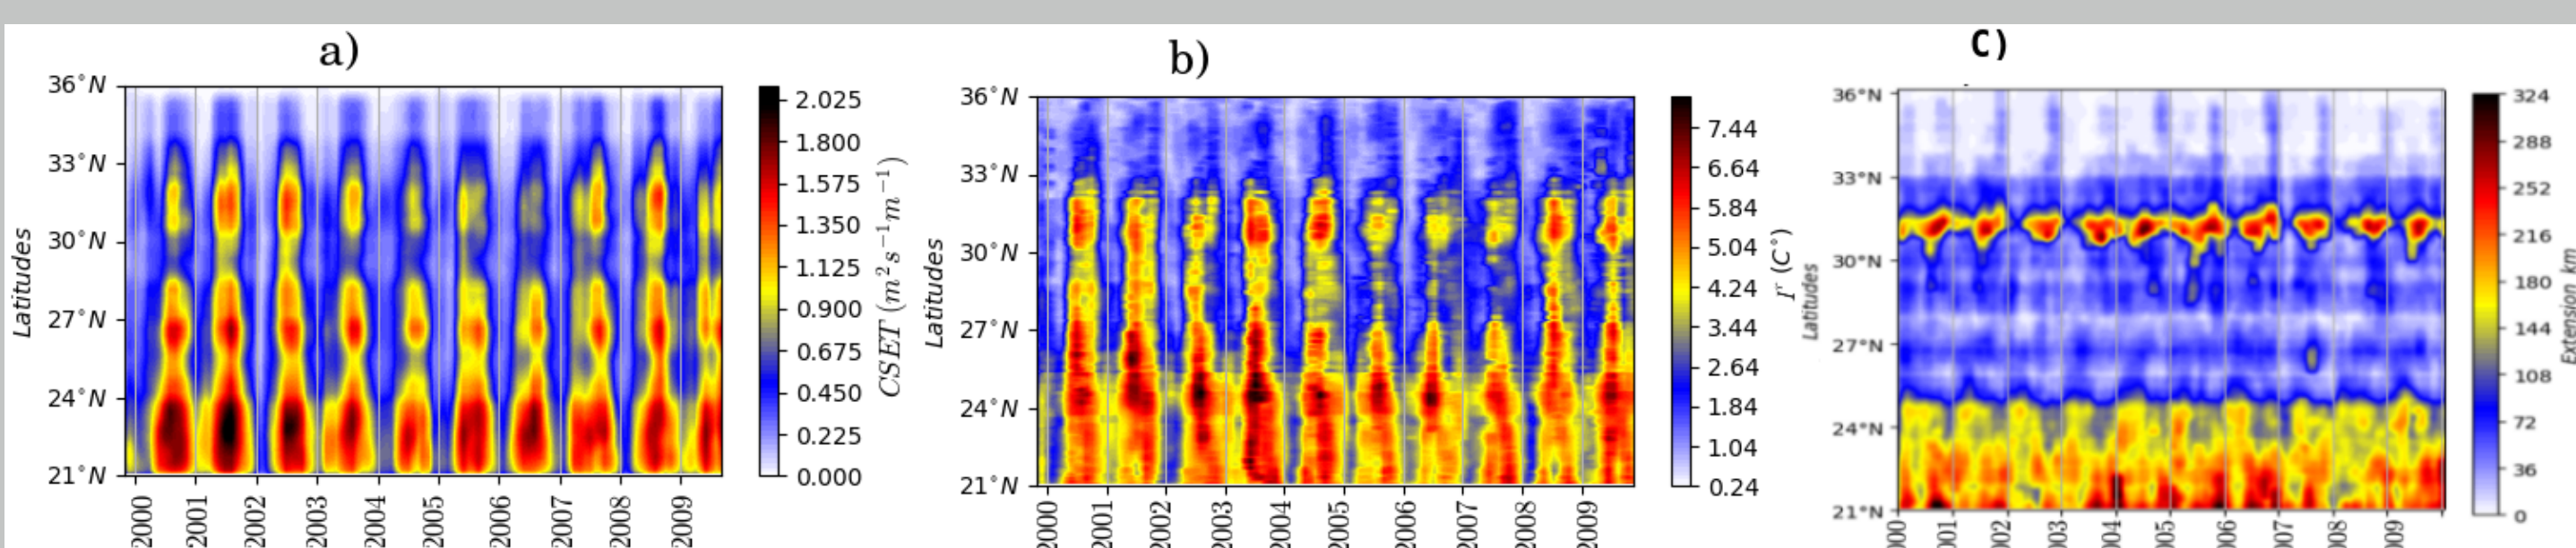 a)
36°N
33°N
30°N
27°N
24°N
21°N
Latitudes
2000
2001
2002
2003
2004
2005
2006
2007
2008
2009
2.025
1.800
1.575
1.350
1.125
0.900
0.675
0.450
0.225
0.000
CSET (m² s⁻¹m⁻¹)
b)
36°N
33°N
30°N
27°N
24°N
21°N
Latitudes
2000
2001
2002
2003
2004
2005
2006
2007
2008
2009
7.44
6.64
5.84
5.04
4.24
3.44
2.64
1.84
1.04
0.24
Iʳ (C°)
C)
36°N
33°N
30°N
27°N
24°N
21°N
Latitudes
000
001
002
003
004
005
006
007
008
009
324
288
252
216
180
144
108
72
36
0
Extension km